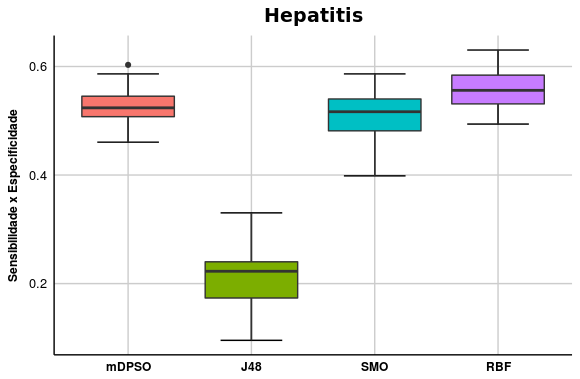 Hepatitis
Sensibilidade x Especificidade
0.6
0.4
0.2
mDPSO
J48
SMO
RBF